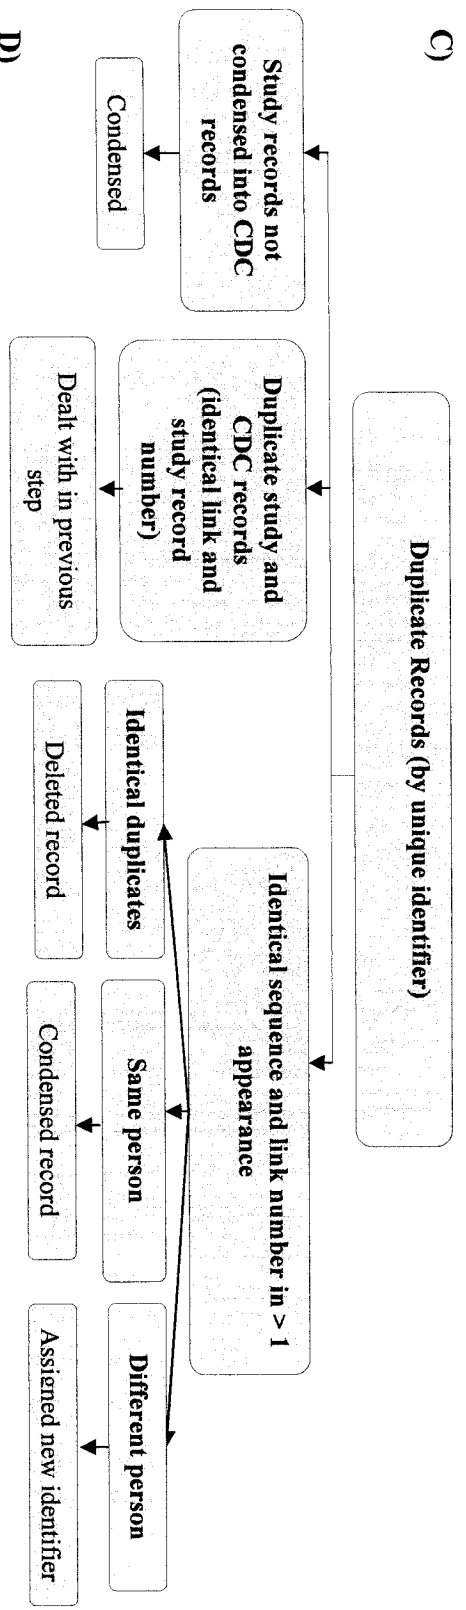 C)
Duplicate Records (by unique identifier)
Study records not
condensed into CDC
records
Duplicate study and
CDC records
(identical link and
study record
number)
Identical sequence and link number in > 1
appearance
Condensed
Dealt with in previous
step
Identical duplicates
Same person
Different person
Deleted record
Condensed record
Assigned new identifier
D)